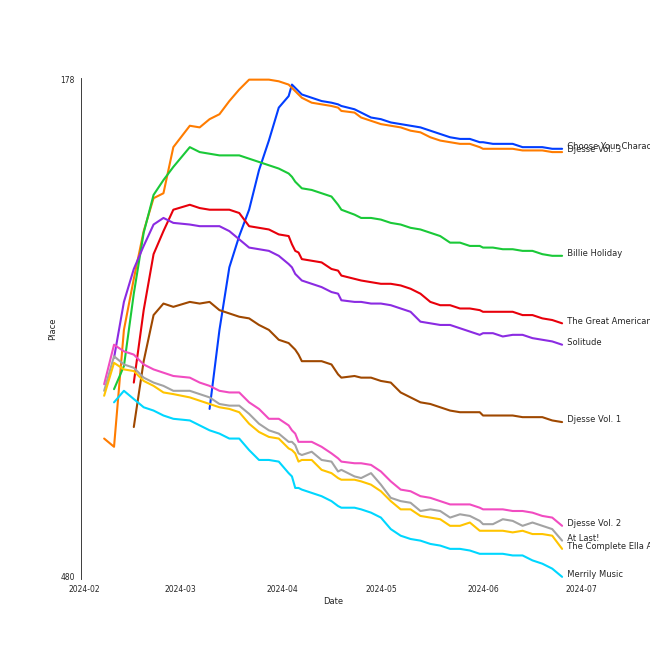 178
Choose Your Charac
Djesse Vol. 3
Billie Holiday
The Great American
Place
Solitude
Djesse Vol. 1
Djesse Vol. 2
At Last!
The Complete Ella A
Merrily Music
480
2024-02 2024-03 2024-04 2024-05 2024-06 2024-07
Date